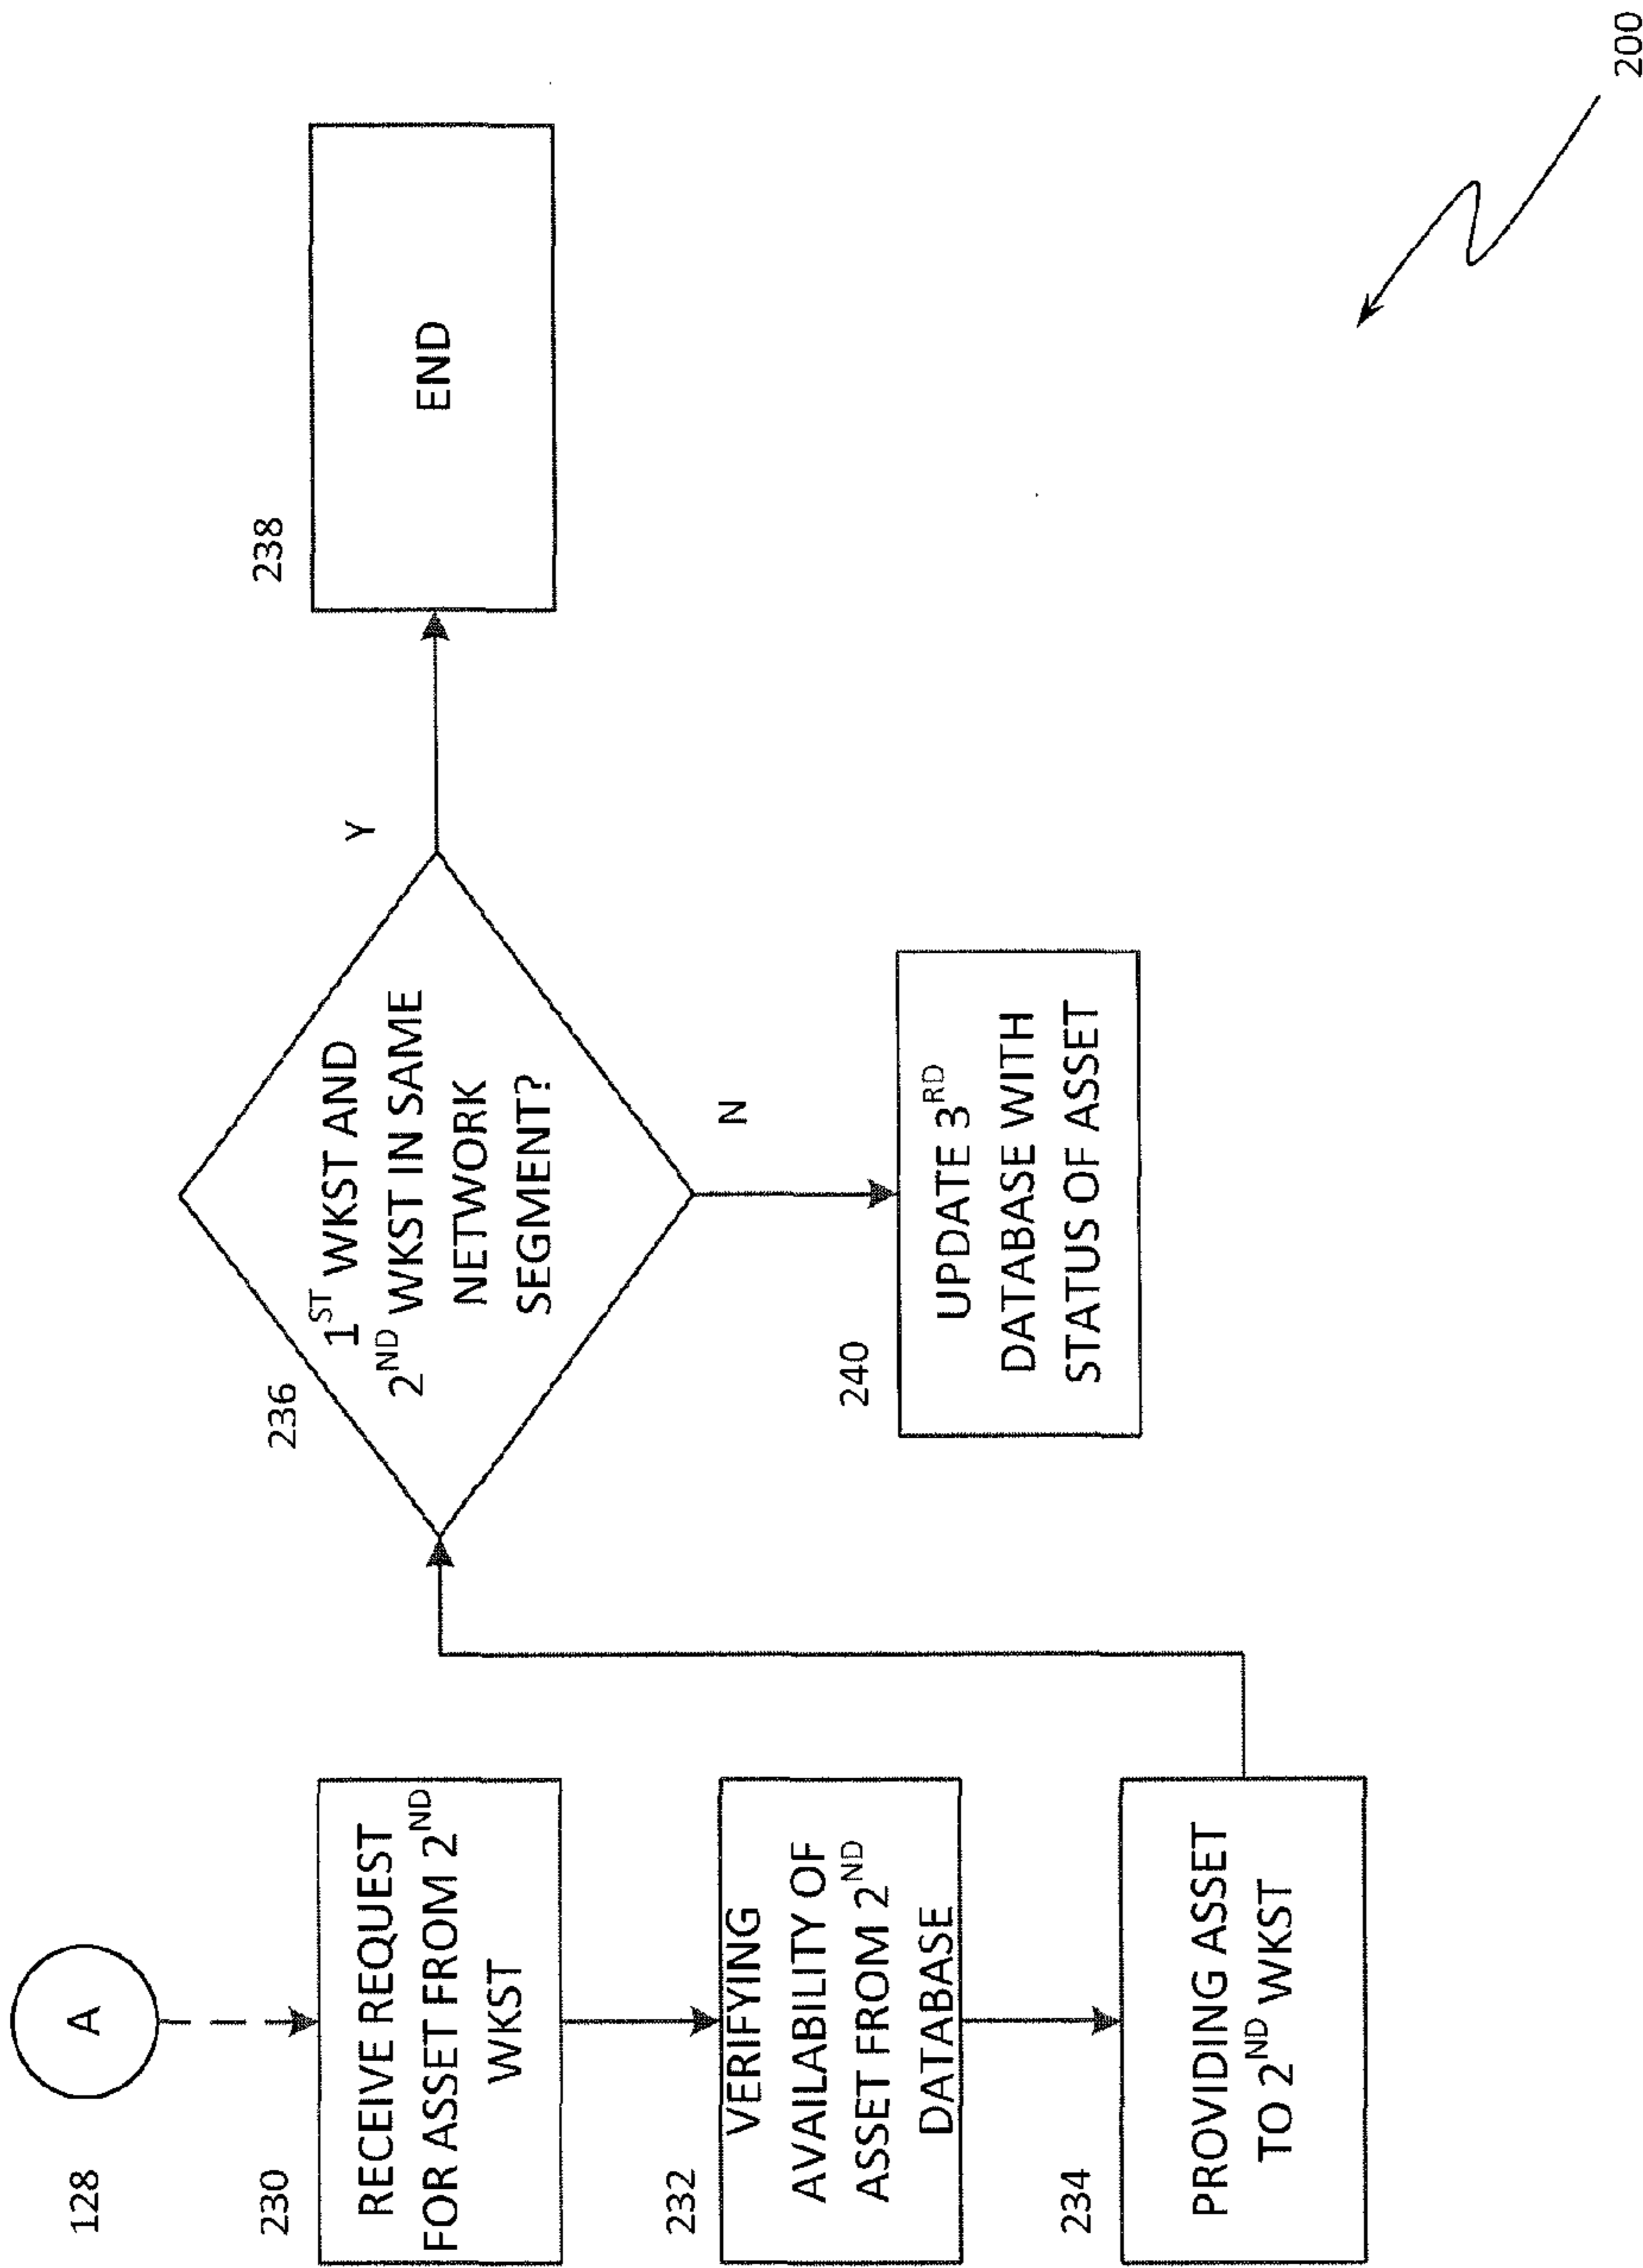 128
A
230
RECEIVE REQUEST
FOR ASSET FROM 2ND
WKST
232
VERIFYING
AVAILABILITY OF
ASSET FROM 2ND
DATABASE
234
PROVIDING ASSET
TO 2ND WKST
236
1ST WKST AND
2ND WKST IN SAME
NETWORK
SEGMENT?
Y
N
238
END
240
UPDATE 3RD
DATABASE WITH
STATUS OF ASSET
200